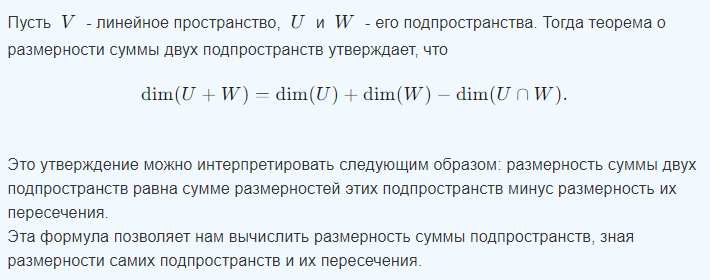 Пусть V - линейное пространство, U и W - его подпространства. Тогда теорема о
размерности суммы двух подпространств утверждает, что
dim(U + W) = dim(U) + dim(W) − dim(U ∩ W).
Это утверждение можно интерпретировать следующим образом: размерность суммы двух
подпространств равна сумме размерностей этих подпространств минус размерность их
пересечения.
Эта формула позволяет нам вычислить размерность суммы подпространств, зная
размерности самих подпространств и их пересечения.